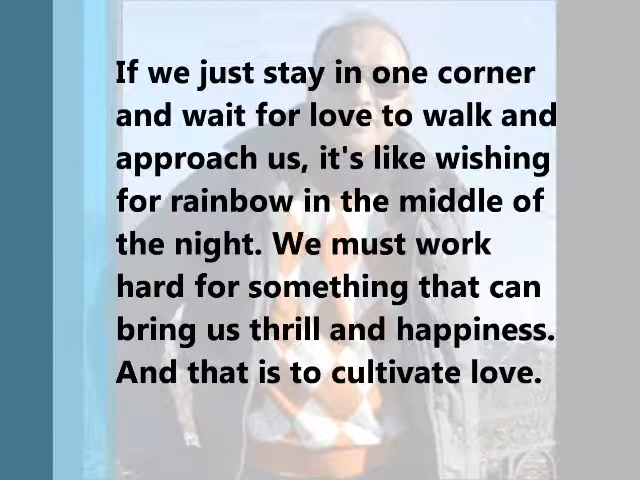 If we just stay in one corner
and wait for love to walk and
approach us, it's like wishing
for rainbow in the middle of
the night. We must work
hard for something that can
bring us thrill and happiness.
And that is to cultivate love.